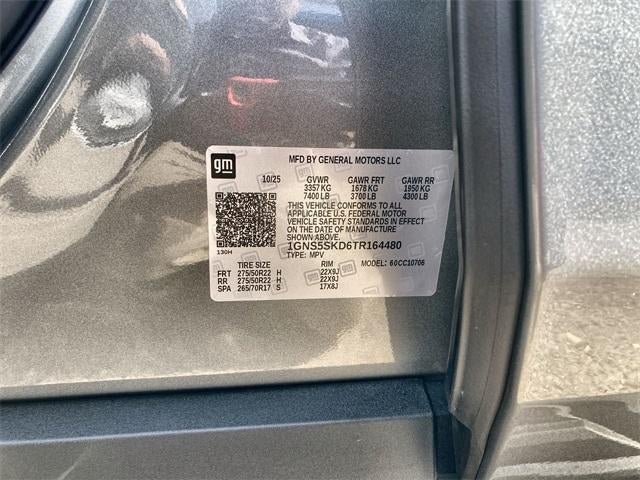 gm
MFD BY GENERAL MOTORS LLC
10/25 GVWR GAWR FRT GAWR RR
3357 KG 1678 KG 1950 KG
7400 LB 3700 LB 4300 LB
THIS VEHICLE CONFORMS TO ALL
APPLICABLE U.S. FEDERAL MOTOR
VEHICLE SAFETY STANDARDS IN EFFECT
ON THE DATE OF MANUFACTURE
SHOWN ABOVE.
1GNS5SKD6TR164480
130H TYPE: MPV
TIRE SIZE RIM MODEL: 60CC10706
FRT 275/50R22 H 22X9J
RR 275/50R22 H 22X9J
SPA 265/70R17 S 17X8J